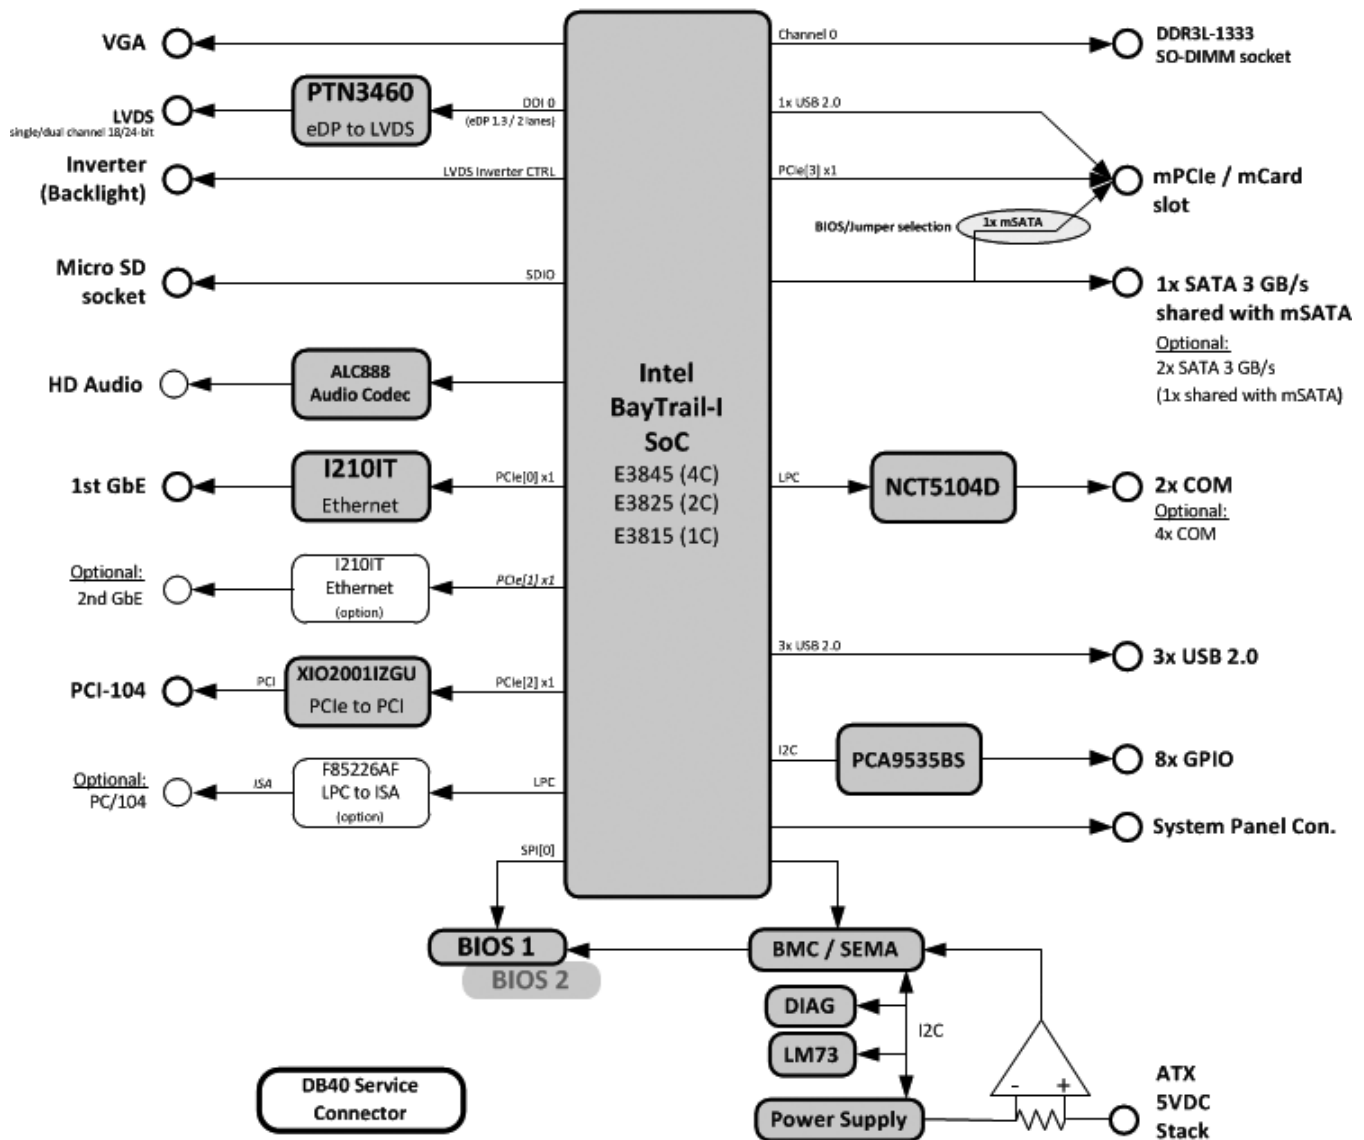 VGA
Channel 0
DDR3L-1333
SO-DIMM socket
LVDS
single/dual channel 18/24-bit
PTN3460
eDP to LVDS
DDI 0
(eDP 1.3 / 2 lanes)
1x USB 2.0
Inverter
(Backlight)
LVDS Inverter CTRL
PCIe[3] x1
mPCIe / mCard
slot
BIOS/Jumper selection
1x mSATA
Micro SD
socket
SDIO
1x SATA 3 GB/s
shared with mSATA
Optional:
2x SATA 3 GB/s
(1x shared with mSATA)
HD Audio
ALC888
Audio Codec
Intel
BayTrail-I
SoC
E3845 (4C)
E3825 (2C)
E3815 (1C)
1st GbE
I210IT
Ethernet
PCIe[0] x1
LPC
NCT5104D
2x COM
Optional:
4x COM
Optional:
2nd GbE
I210IT
Ethernet
(option)
PCIe[1] x1
3x USB 2.0
3x USB 2.0
PCI-104
PCI
XIO2001IZGU
PCIe to PCI
PCIe[2] x1
I2C
PCA9535BS
8x GPIO
Optional:
PC/104
ISA
F85226AF
LPC to ISA
(option)
LPC
System Panel Con.
SPI[0]
BIOS 1
BIOS 2
BMC / SEMA
DIAG
I2C
LM73
Power Supply
- +
ATX
5VDC
Stack
DB40 Service
Connector